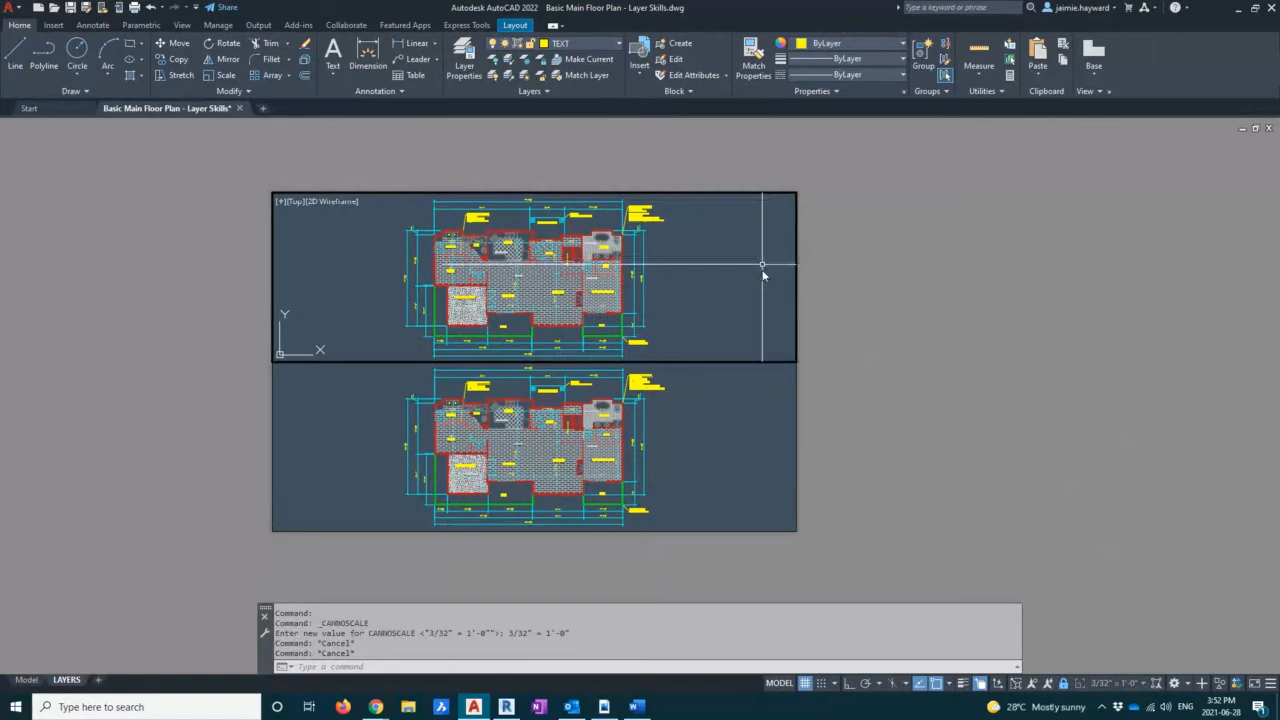 Share
Autodesk AutoCAD 2022 Basic Main Floor Plan - Layer Skills.dwg
Type a keyword or phrase
jaimie.hayward
Home Insert Annotate Parametric View Manage Output Add-ins Collaborate Featured Apps Express Tools Layout
Line Polyline Circle Arc
Move Rotate Trim
Copy Mirror Fillet
Stretch Scale Array
Text Dimension
Linear
Leader
Table
Layer Properties
TEXT
Make Current
Match Layer
Insert
Create
Edit
Edit Attributes
Match Properties
ByLayer
ByLayer
ByLayer
Group Measure Paste Base
Draw Modify Annotation Layers Block Properties Groups Utilities Clipboard View
Start Basic Main Floor Plan - Layer Skills*
[+][Top][2D Wireframe]
Y
X
Command:
Command: _CANNOSCALE
Enter new value for CANNOSCALE <"3/32" = 1'-0"">: 3/32" = 1'-0"
Command: *Cancel*
Command: *Cancel*
Type a command
Model LAYERS
MODEL 3/32" = 1'-0"
Type here to search
28°C Mostly sunny
ENG
3:52 PM
2021-06-28